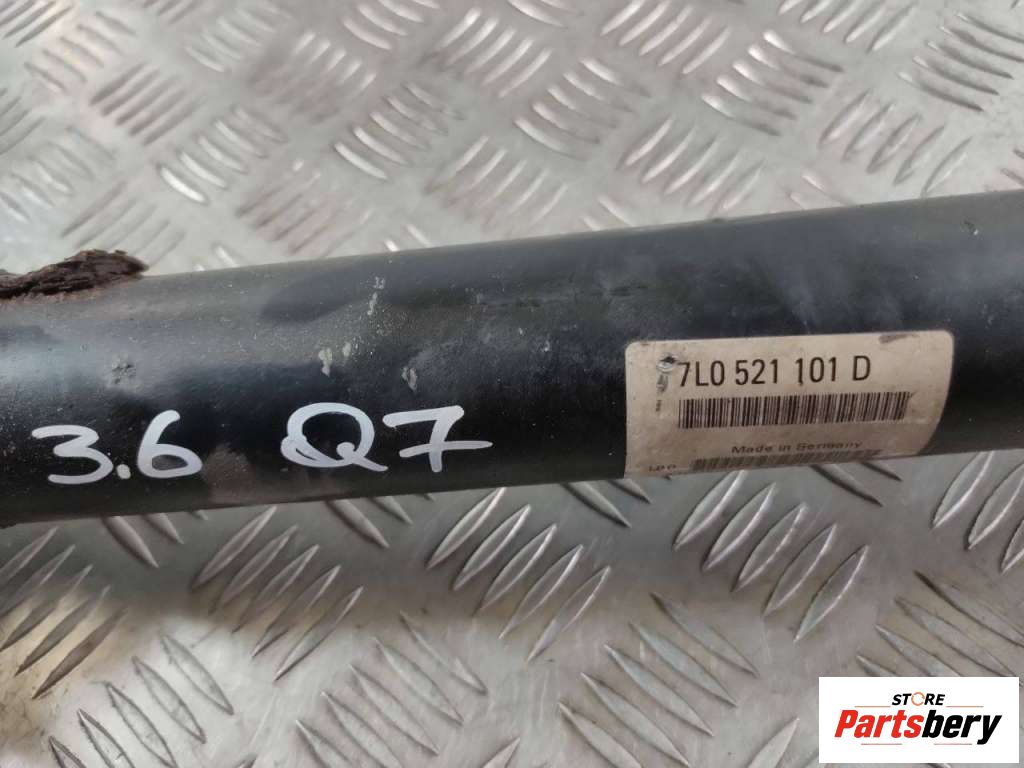 7L0 521 101 D
Made in Germany
3.6 Q7
STORE
Partsbery